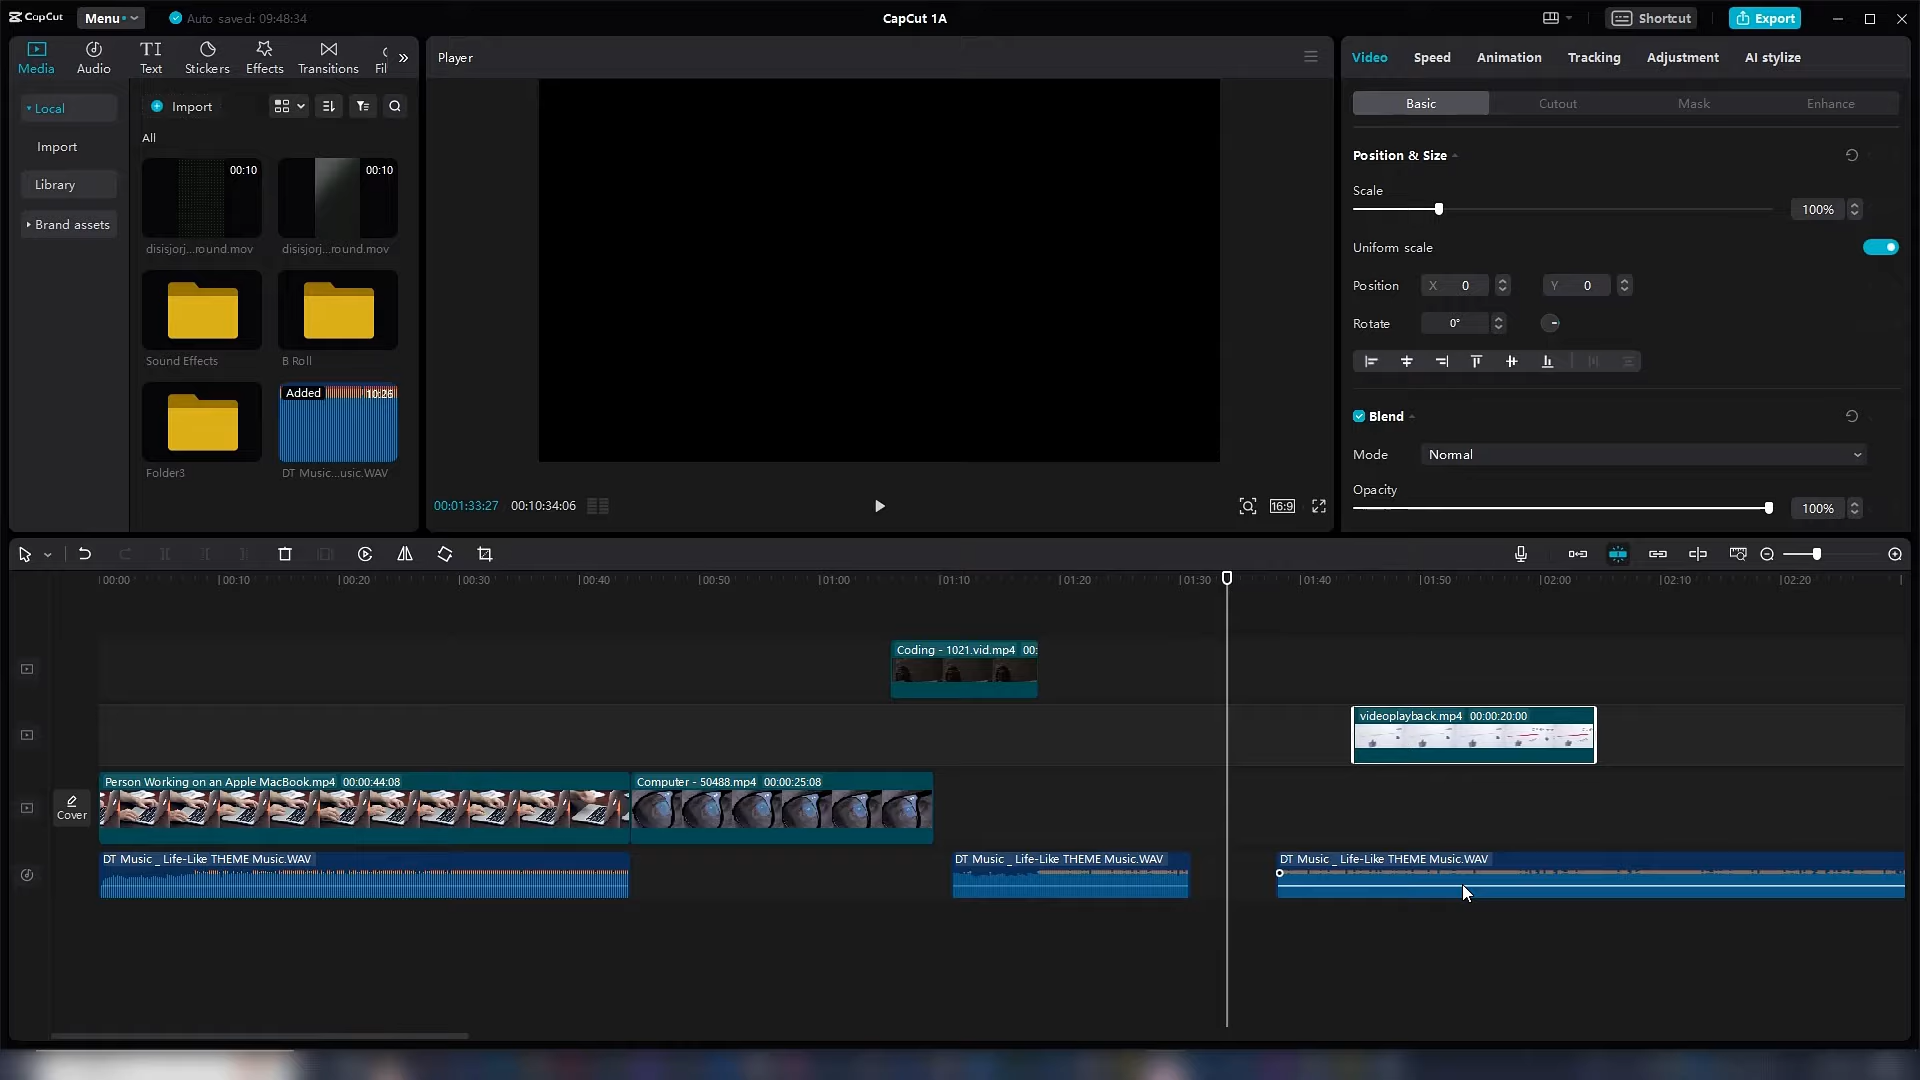 CapCut
Menu
Auto saved: 09:48:34
CapCut 1A
Shortcut
Export
Media
Audio
TI
Text
Stickers
Effects
Transitions
Fil
Player
Video
Speed
Animation
Tracking
Adjustment
AI stylize
Local
Import
Library
Brand assets
Import
All
00:10
disisjorj...round.mov
00:10
disisjorj...round.mov
Sound Effects
B Roll
Folder3
Added
10:26
DT Music...usic.WAV
00:01:33:27
00:10:34:06
16:9
Basic
Cutout
Mask
Enhance
Position & Size
Scale
100%
Uniform scale
Position
X 0
Y 0
Rotate
0°
Blend
Mode
Normal
Opacity
100%
00:00
00:10
00:20
00:30
00:40
00:50
01:00
01:10
01:20
01:30
01:40
01:50
02:00
02:10
02:20
Coding - 1021.vid.mp4 00:
videoplayback.mp4 00:00:20:00
Cover
Person Working on an Apple MacBook.mp4 00:00:44:08
Computer - 50488.mp4 00:00:25:08
DT Music _ Life-Like THEME Music.WAV
DT Music _ Life-Like THEME Music.WAV
DT Music _ Life-Like THEME Music.WAV